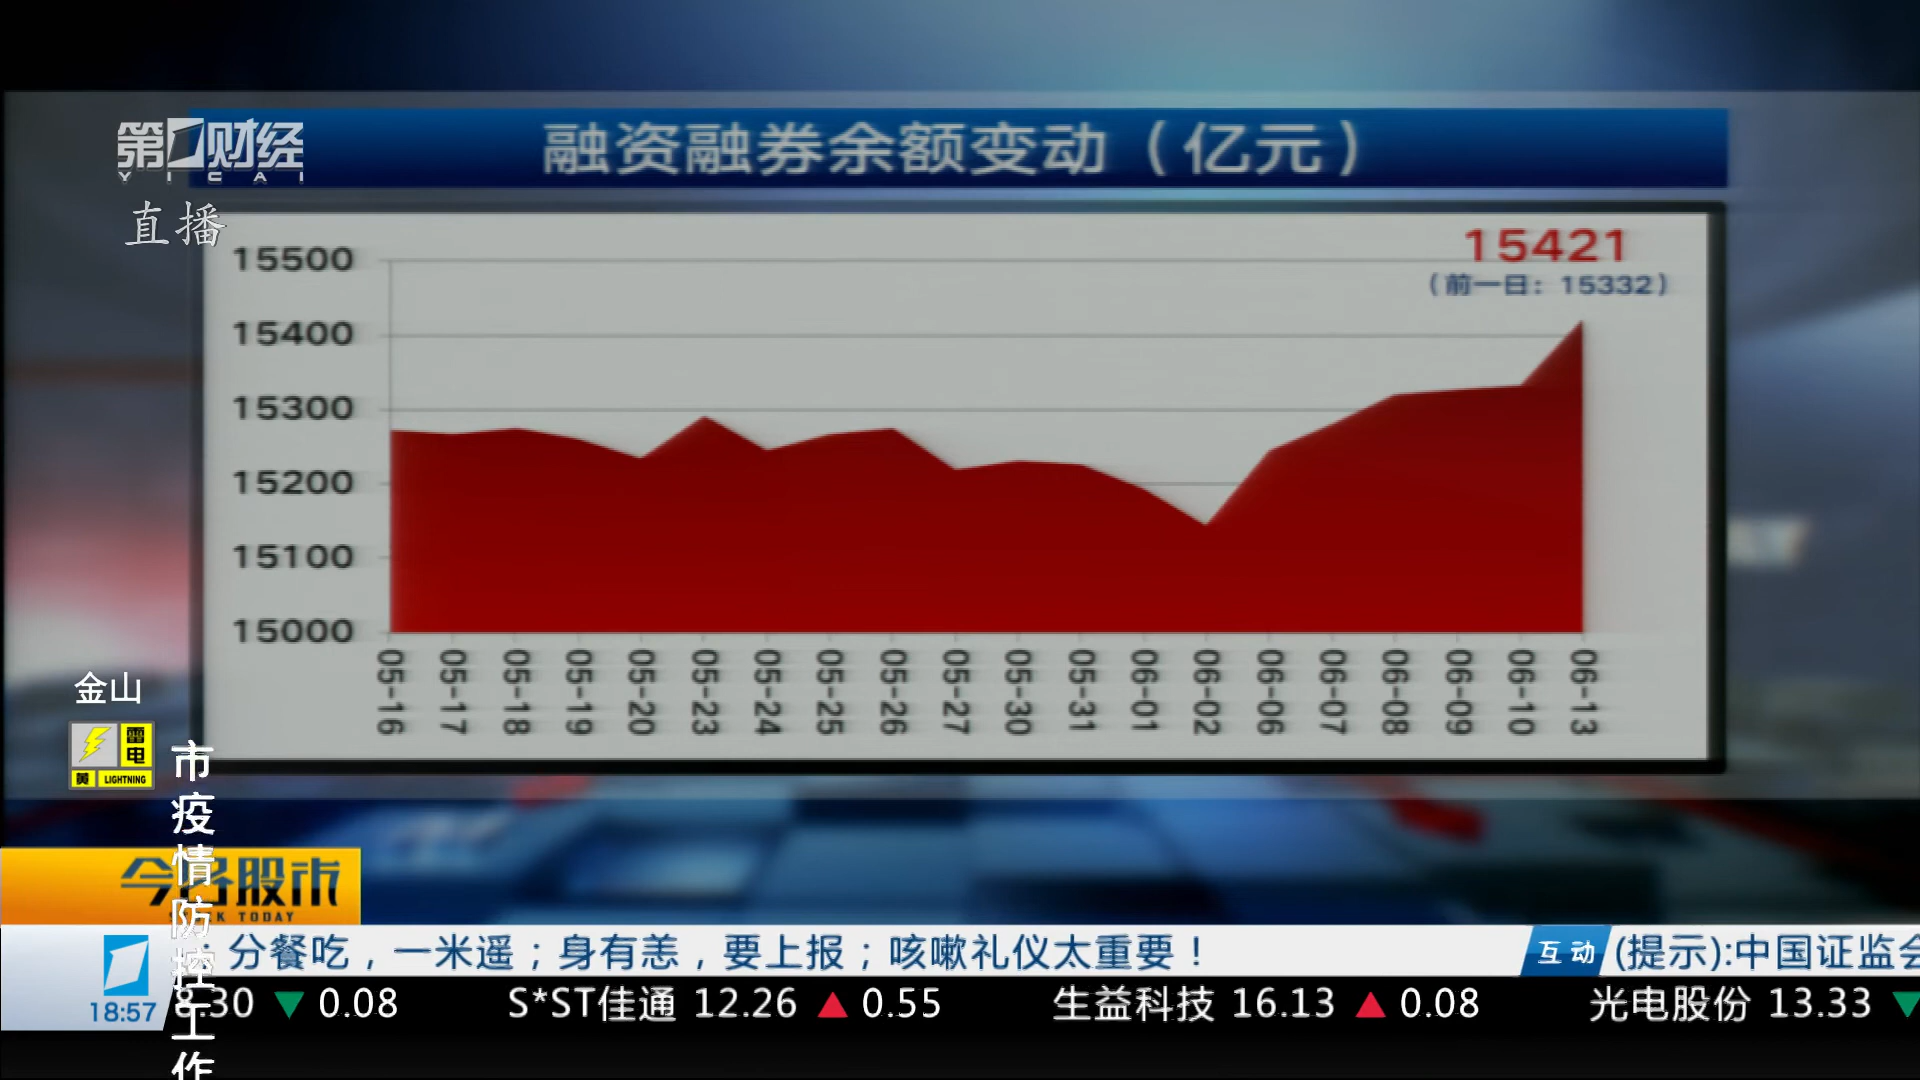 第1财经
YICAI
直播
融资融券余额变动（亿元）
15421
（前一日：15332）
15500
15400
15300
15200
15100
15000
05-16
05-17
05-18
05-19
05-20
05-23
05-24
05-25
05-26
05-27
05-30
05-31
06-01
06-02
06-06
06-07
06-08
06-09
06-10
06-13
金山
雷电
黄 LIGHTNING
市疫情防控工作
今日股市
TODAY
：分餐吃，一米遥；身有恙，要上报；咳嗽礼仪太重要！
互动 (提示):中国证监会
18:57
8.30 ▼ 0.08 S*ST佳通 12.26 ▲ 0.55 生益科技 16.13 ▲ 0.08 光电股份 13.33 ▼